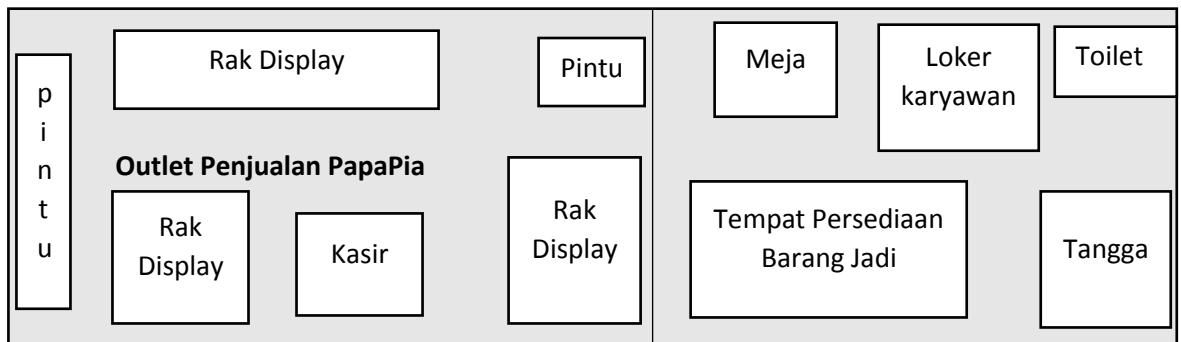 pintu
Rak Display
Pintu
Outlet Penjualan PapaPia
Rak
Display
Kasir
Rak
Display
Meja
Loker
karyawan
Toilet
Tempat Persediaan
Barang Jadi
Tangga